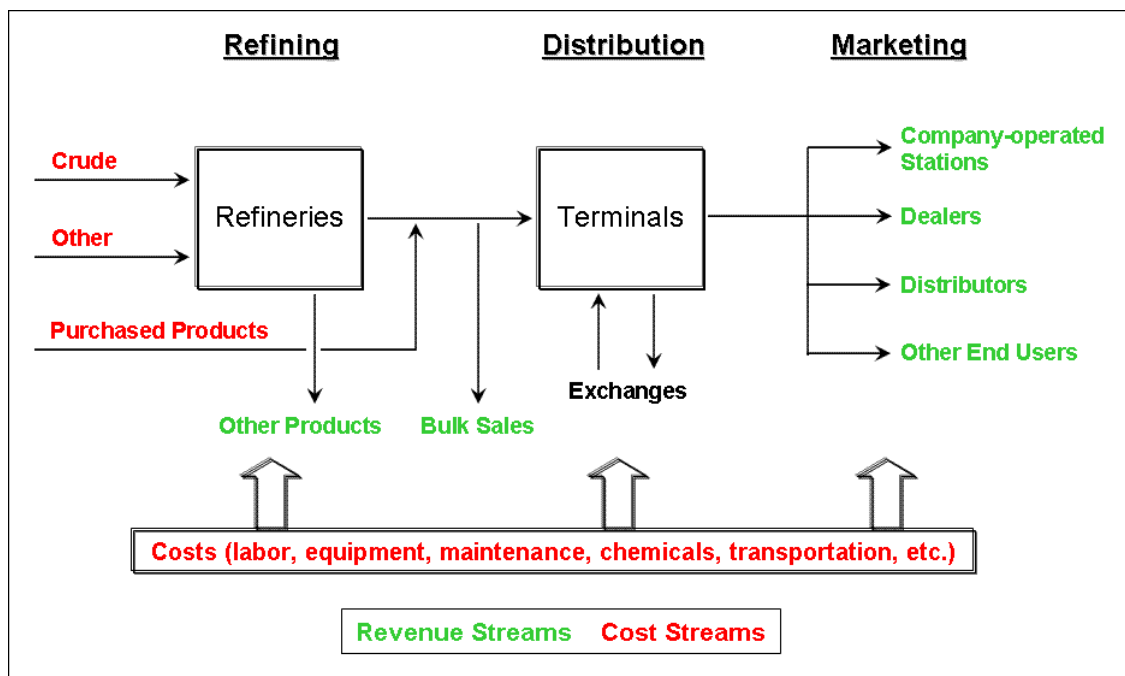 Refining
Distribution
Marketing
Crude
Other
Purchased Products
Refineries
Terminals
Company-operated
Stations
Dealers
Distributors
Other End Users
Exchanges
Other Products
Bulk Sales
Costs (labor, equipment, maintenance, chemicals, transportation, etc.)
Revenue Streams Cost Streams